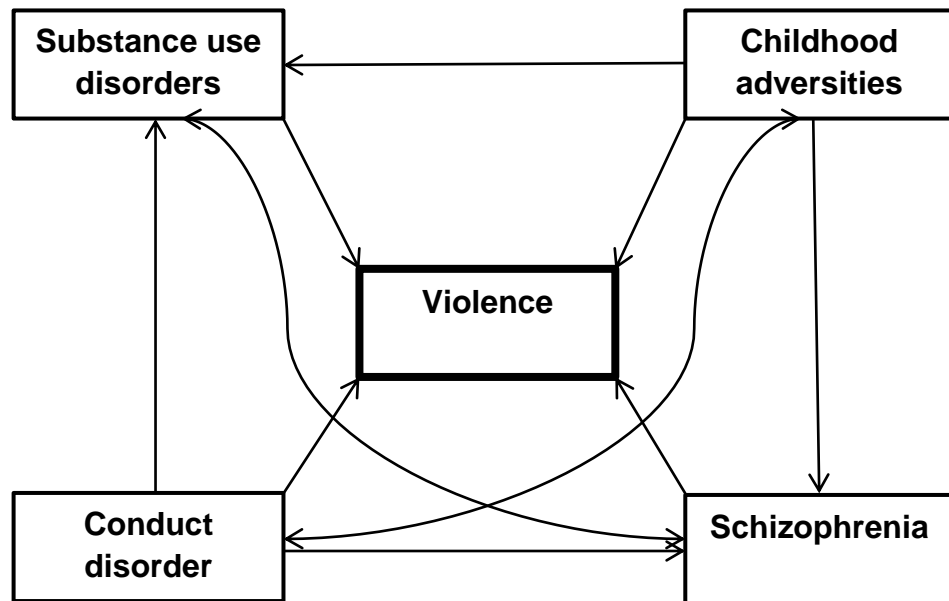 Substance use
disorders
Childhood
adversities
Violence
Conduct
disorder
Schizophrenia